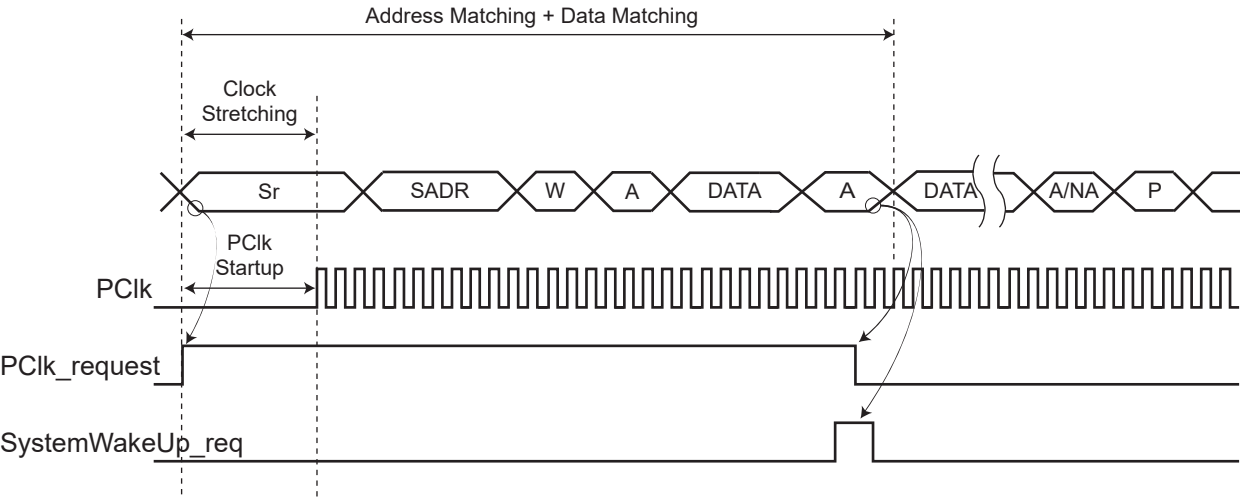 Address Matching + Data Matching
Clock
Stretching
Sr SADR W A DATA A DATA A/NA P
PClk
Startup
PClk
PClk_request
SystemWakeUp_req